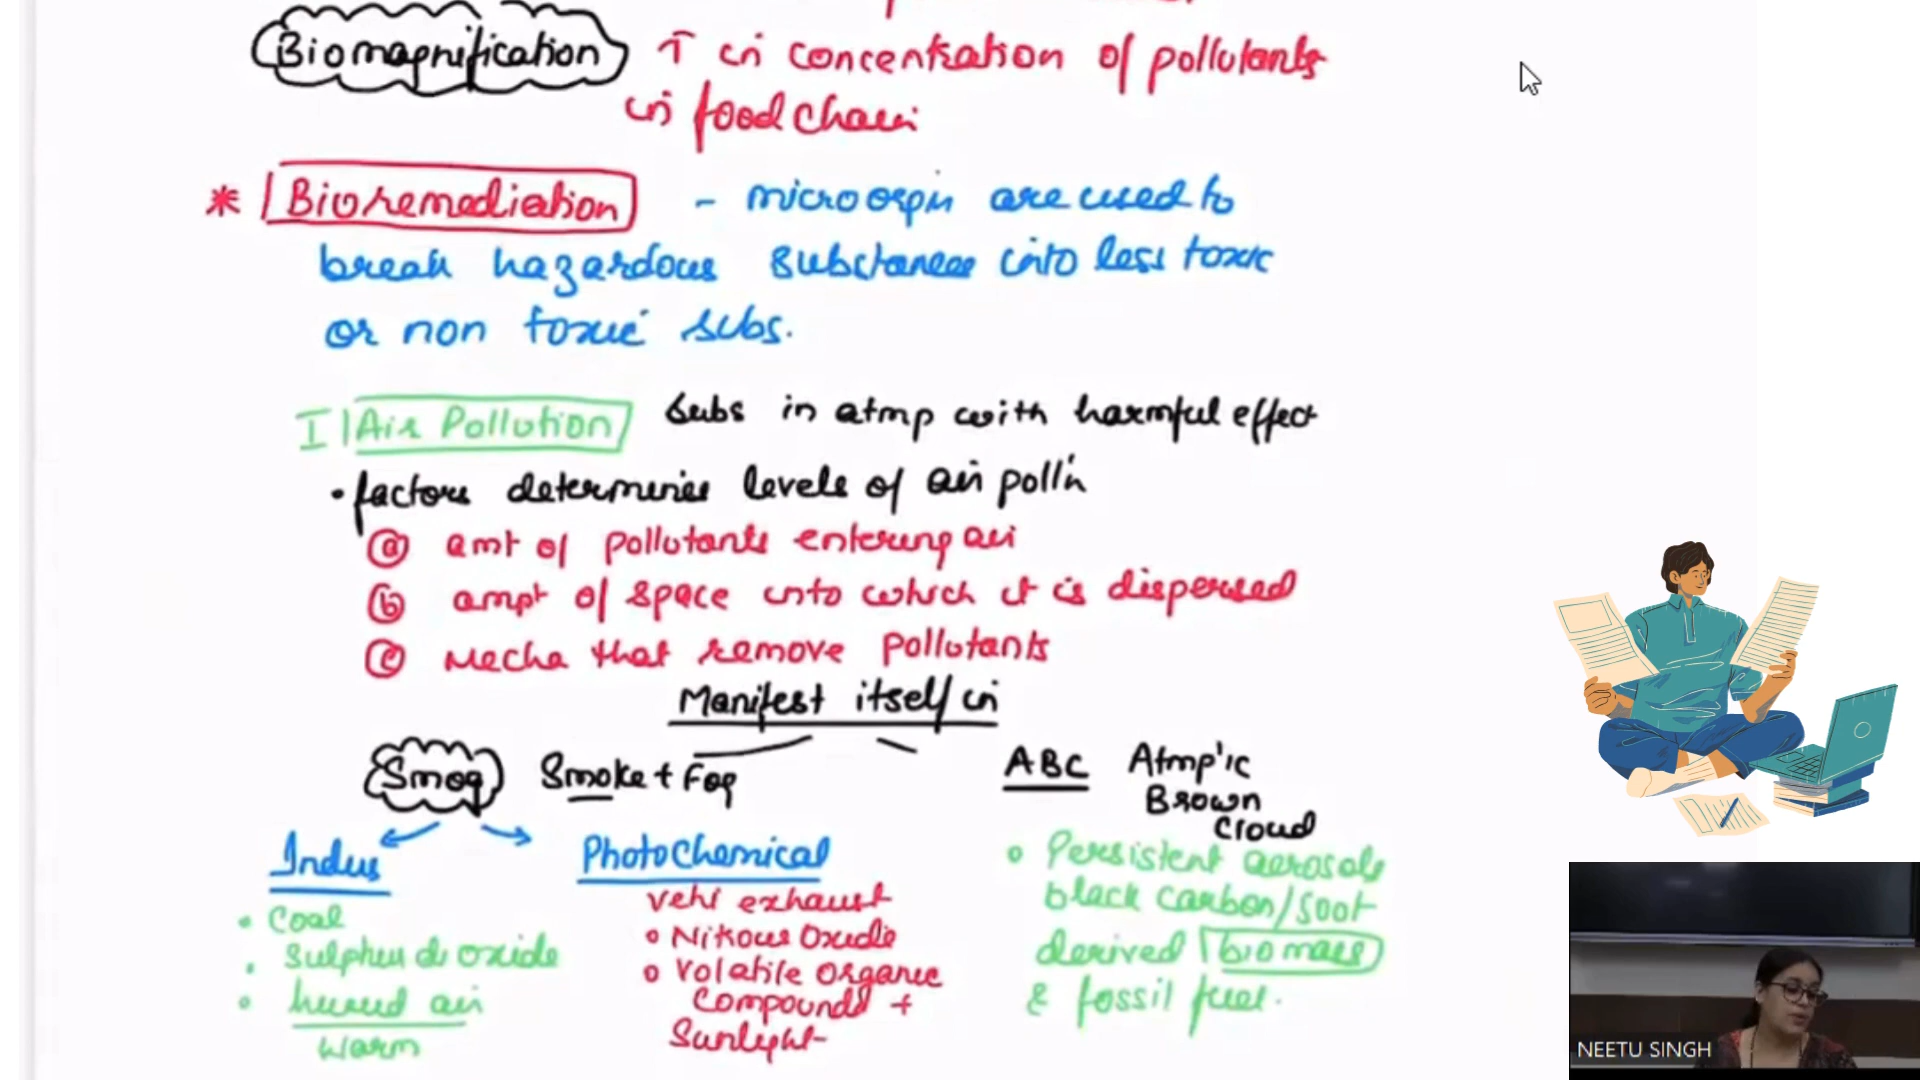 Biomagnification ↑ in concentration of pollutants
in food chain
* Bioremediation - microorgm are used to
break hazardous substances into less toxic
or non toxic subs.
I Air Pollution Subs in atmp with harmful effect
• factors determines levels of air poll'n
(a) amt of pollutants entering air
(b) ampt of space into which it is dispersed
(c) Mecha that remove pollutants
Manifest itself in
Smog Smoke + Fog
ABC Atmp'ic
Brown
Cloud
Indus
• Coal
• Sulphur di oxide
• humid air
warm
Photochemical
vehi exhaust
• Nitrous Oxide
• Volatile Organic
Compounds +
Sunlight
• Persistent aerosols
black carbon/soot
derived biomass
& fossil fuel.
NEETU SINGH